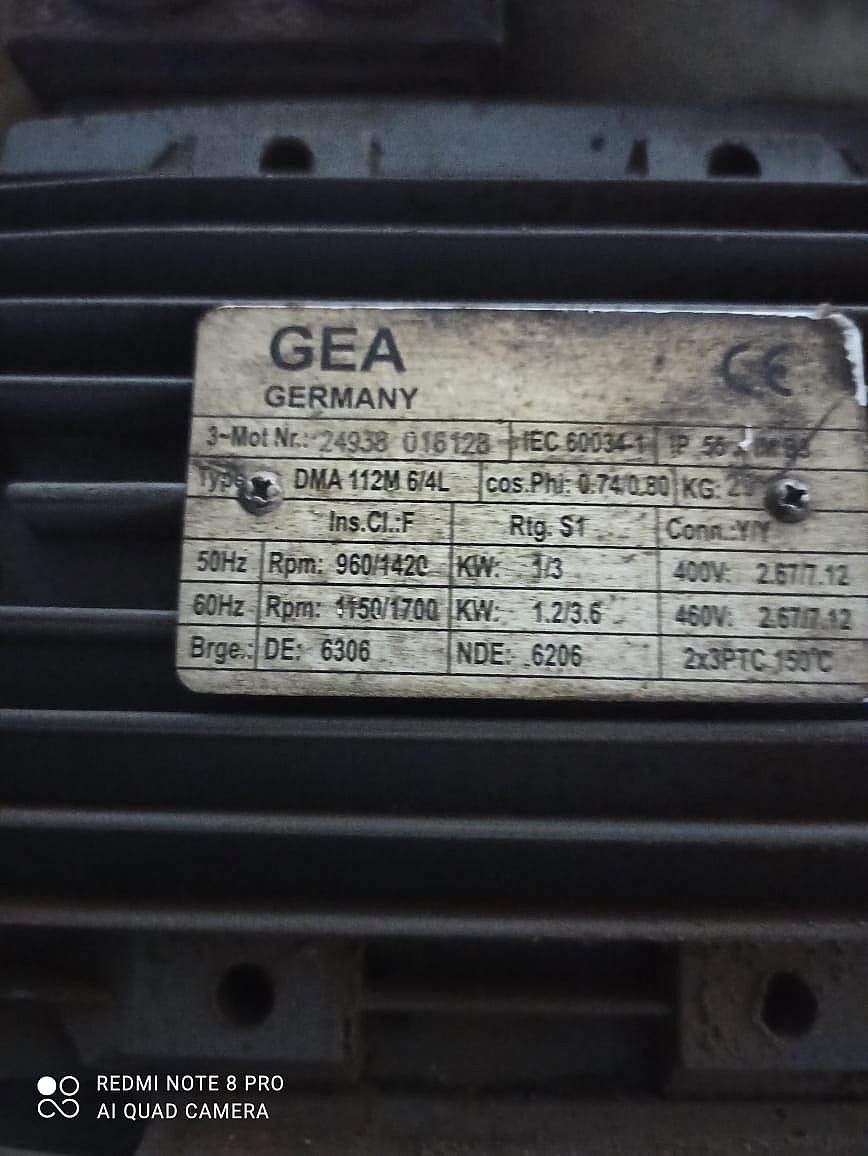 GEA
CE
GERMANY
3~Mot Nr.: 24938 016128 IEC 60034-1 IP 56
Type DMA 112M 6/4L cos.Phi: 0.74/0.80 KG:
Ins.Cl.:F Rtg. S1 Conn.:Y/Y
50Hz Rpm: 960/1420 KW: 1/3 400V: 2.67/7.12
60Hz Rpm: 1150/1700 KW: 1.2/3.6 460V: 2.67/7.12
Brge.: DE: 6306 NDE: 6206 2x3PTC 150°C
REDMI NOTE 8 PRO
AI QUAD CAMERA